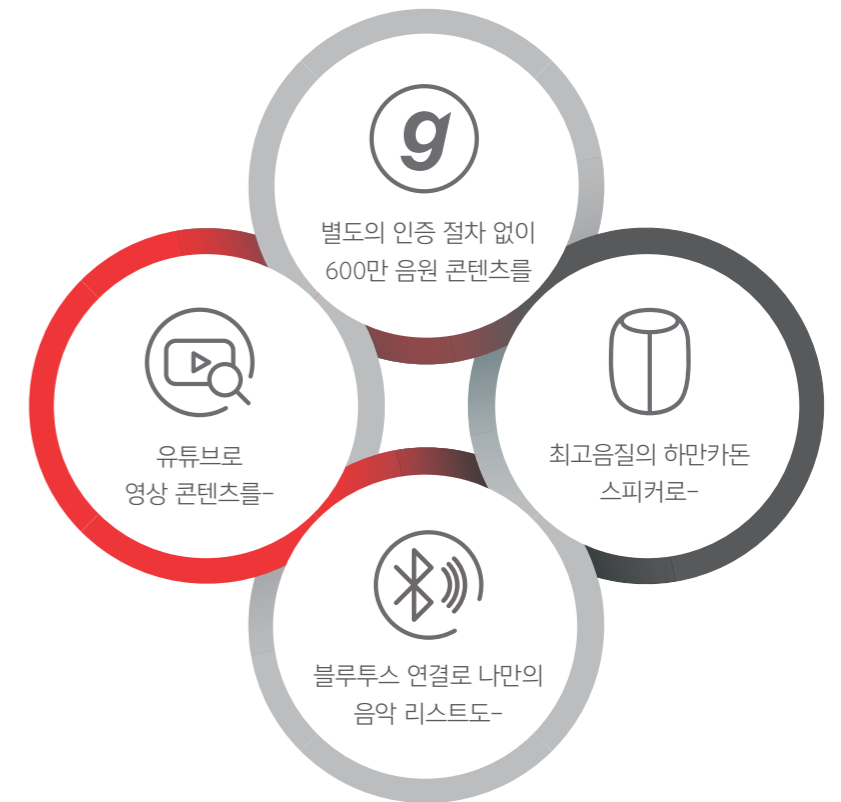 g
별도의 인증 절차 없이
600만 음원 콘텐츠를
유튜브로
영상 콘텐츠를-
최고음질의 하만카돈
스피커로-
블루투스 연결로 나만의
음악 리스트도-